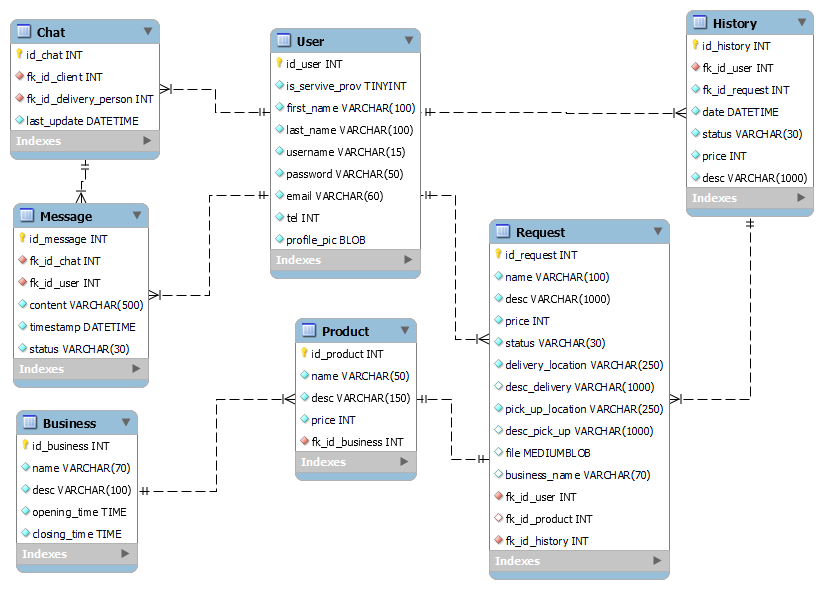 Chat
id_chat INT
fk_id_client INT
fk_id_delivery_person INT
last_update DATETIME
Indexes
User
id_user INT
is_servive_prov TINYINT
first_name VARCHAR(100)
last_name VARCHAR(100)
username VARCHAR(15)
password VARCHAR(50)
email VARCHAR(60)
tel INT
profile_pic BLOB
Indexes
History
id_history INT
fk_id_user INT
fk_id_request INT
date DATETIME
status VARCHAR(30)
price INT
desc VARCHAR(1000)
Indexes
Message
id_message INT
fk_id_chat INT
fk_id_user INT
content VARCHAR(500)
timestamp DATETIME
status VARCHAR(30)
Indexes
Request
id_request INT
name VARCHAR(100)
desc VARCHAR(1000)
price INT
status VARCHAR(30)
delivery_location VARCHAR(250)
desc_delivery VARCHAR(1000)
pick_up_location VARCHAR(250)
desc_pick_up VARCHAR(1000)
file MEDIUMBLOB
business_name VARCHAR(70)
fk_id_user INT
fk_id_product INT
fk_id_history INT
Indexes
Product
id_product INT
name VARCHAR(50)
desc VARCHAR(150)
price INT
fk_id_business INT
Indexes
Business
id_business INT
name VARCHAR(70)
desc VARCHAR(100)
opening_time TIME
closing_time TIME
Indexes